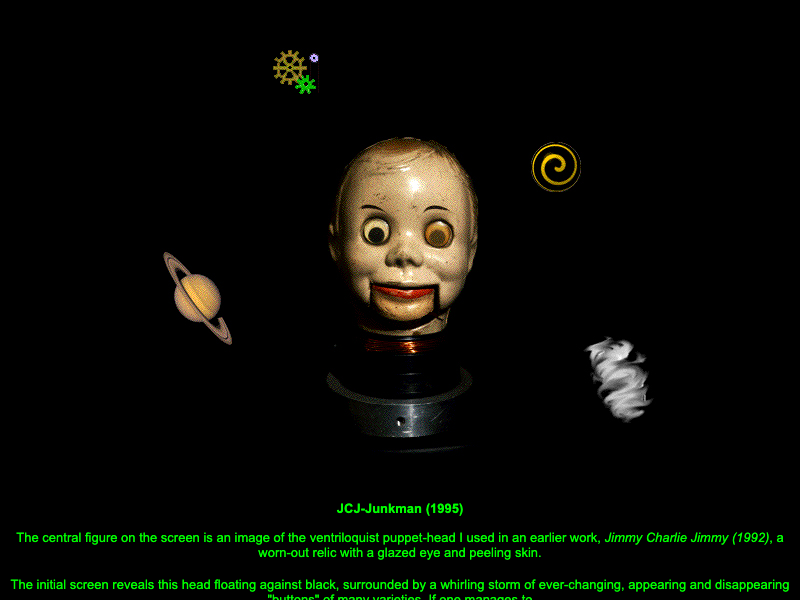 JCJ-Junkman (1995)
The central figure on the screen is an image of the ventriloquist puppet-head I used in an earlier work, Jimmy Charlie Jimmy (1992), a
worn-out relic with a glazed eye and peeling skin.
The initial screen reveals this head floating against black, surrounded by a whirling storm of ever-changing, appearing and disappearing
"buttons" of many varieties. If one manages to